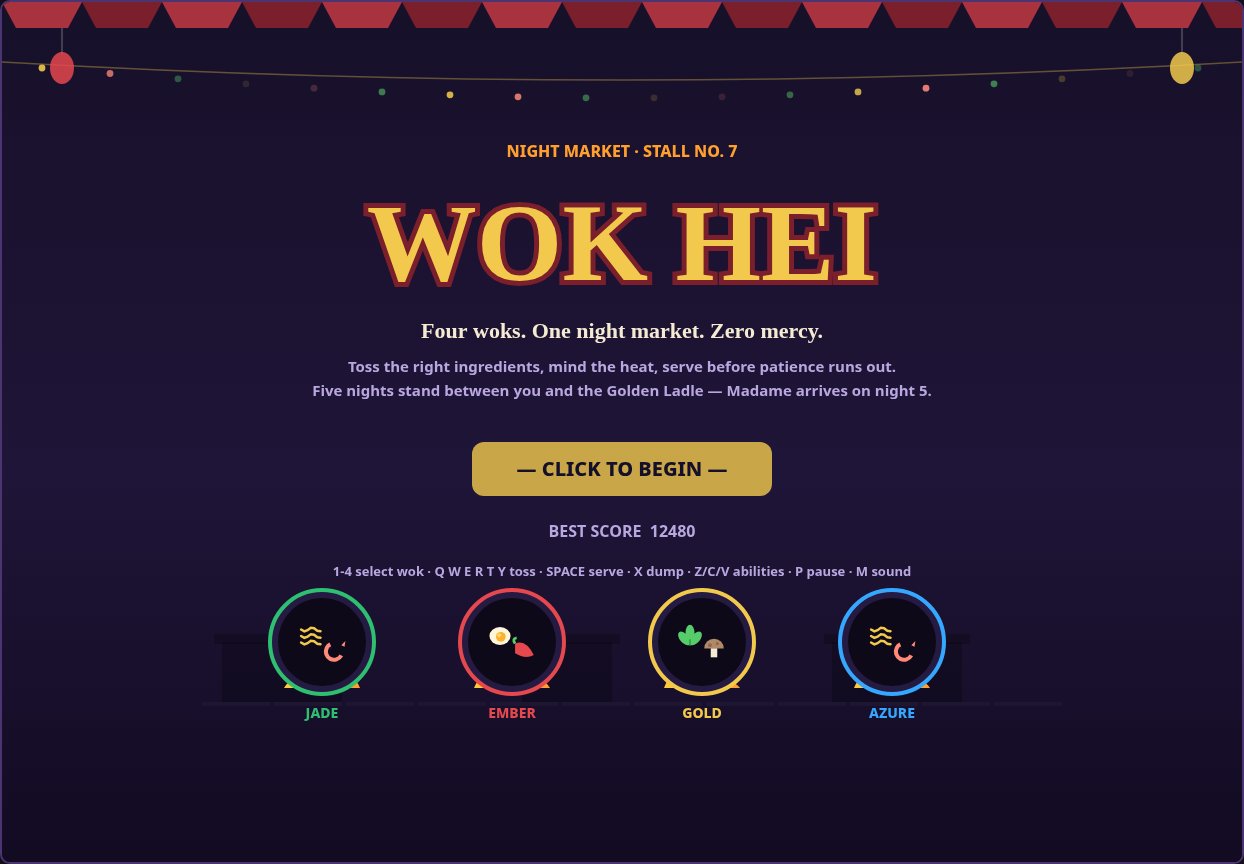 NIGHT MARKET · STALL NO. 7
WOK HEI
Four woks. One night market. Zero mercy.
Toss the right ingredients, mind the heat, serve before patience runs out.
Five nights stand between you and the Golden Ladle — Madame arrives on night 5.
— CLICK TO BEGIN —
BEST SCORE 12480
1-4 select wok · Q W E R T Y toss · SPACE serve · X dump · Z/C/V abilities · P pause · M sound
JADE
EMBER
GOLD
AZURE